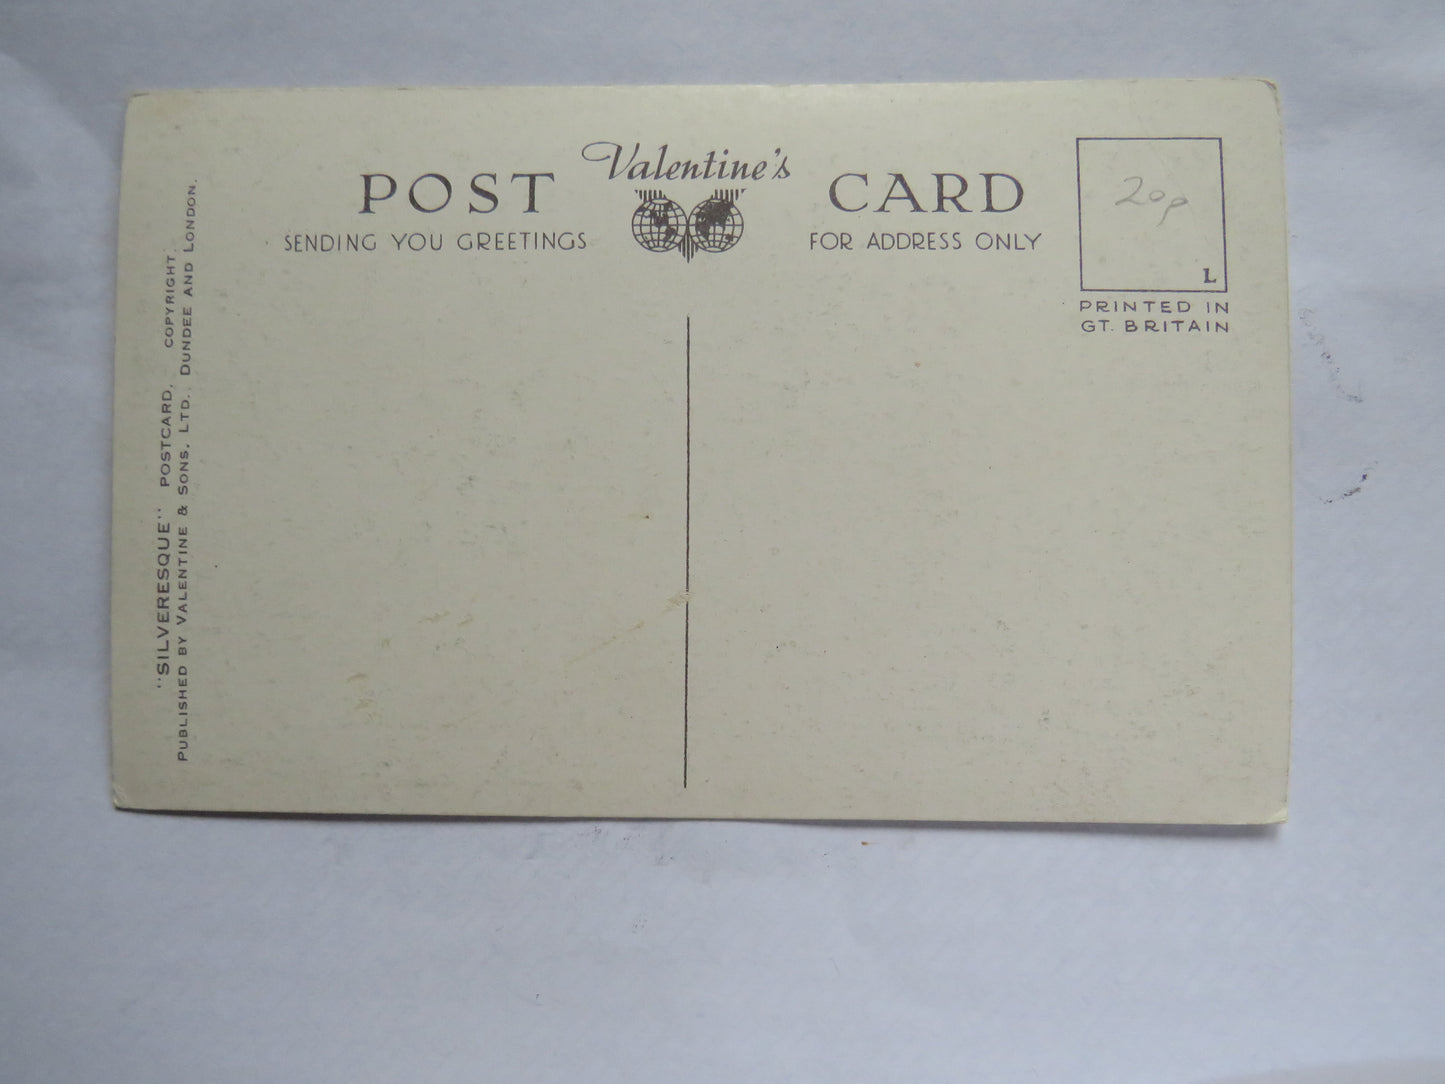 Valentine's
POST CARD
SENDING YOU GREETINGS
FOR ADDRESS ONLY
20p
L
PRINTED IN
GT. BRITAIN
"SILVERESQUE" POSTCARD. COPYRIGHT
PUBLISHED BY VALENTINE & SONS. LTD., DUNDEE AND LONDON.